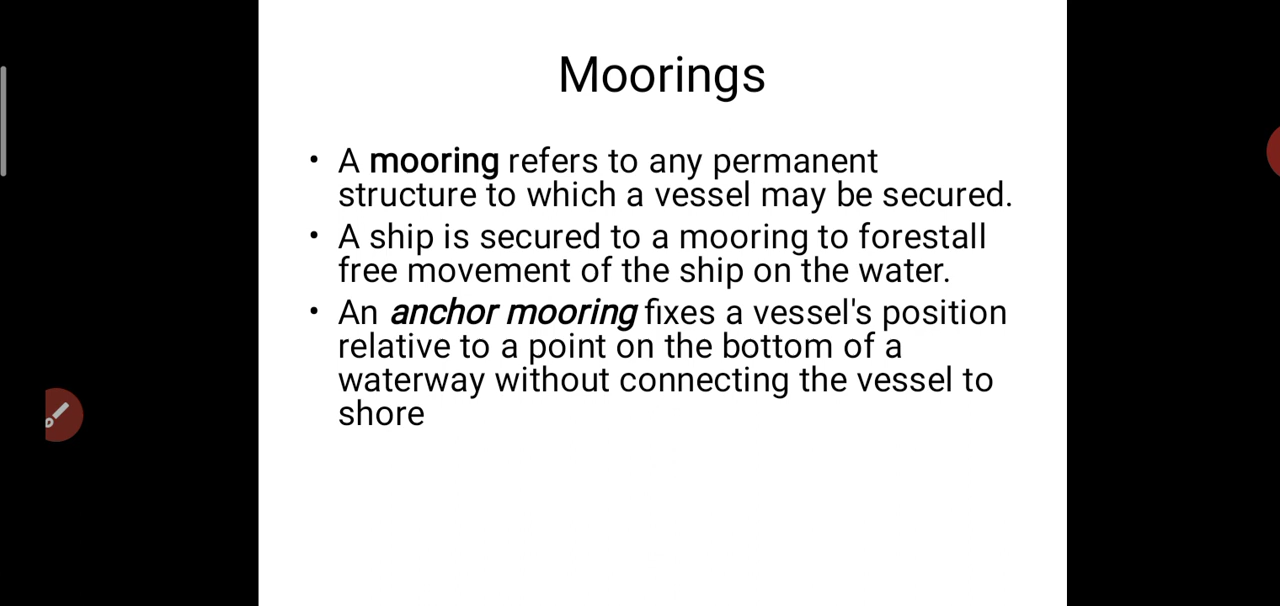 Moorings
• A mooring refers to any permanent
structure to which a vessel may be secured.
• A ship is secured to a mooring to forestall
free movement of the ship on the water.
• An anchor mooring fixes a vessel's position
relative to a point on the bottom of a
waterway without connecting the vessel to
shore